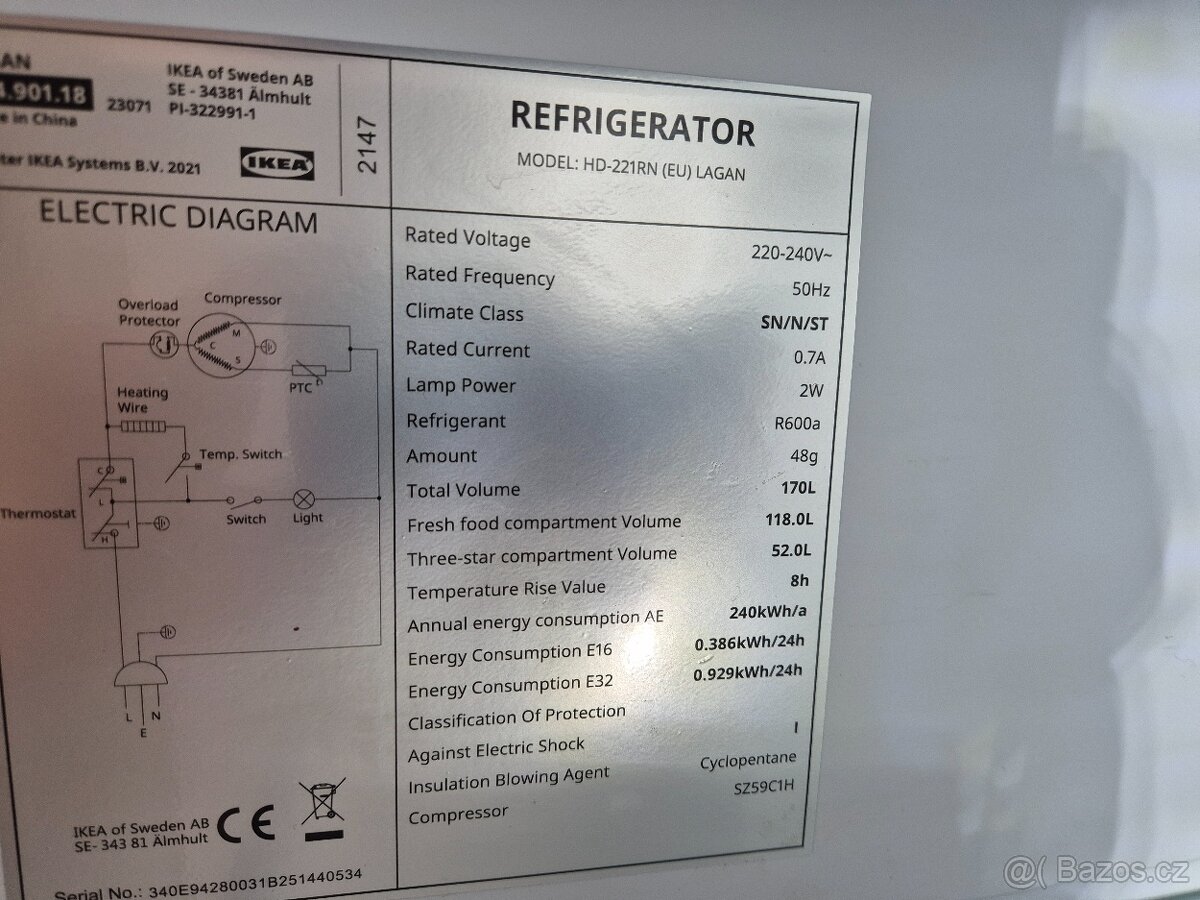 AN
.901.18
23071
e in China
IKEA of Sweden AB
SE - 34381 Älmhult
PI-322991-1
ter IKEA Systems B.V. 2021
IKEA
2147
REFRIGERATOR
MODEL: HD-221RN (EU) LAGAN
ELECTRIC DIAGRAM
Overload
Protector
Compressor
M
C
S
PTC
Heating
Wire
Temp. Switch
C
L
H
Thermostat
Switch
Light
L
E
N
IKEA of Sweden AB
SE- 343 81 Älmhult
CE
Serial No.: 340E94280031B251440534
Rated Voltage 220-240V~
Rated Frequency 50Hz
Climate Class SN/N/ST
Rated Current 0.7A
Lamp Power 2W
Refrigerant R600a
Amount 48g
Total Volume 170L
Fresh food compartment Volume 118.0L
Three-star compartment Volume 52.0L
Temperature Rise Value 8h
Annual energy consumption AE 240kWh/a
Energy Consumption E16 0.386kWh/24h
Energy Consumption E32 0.929kWh/24h
Classification Of Protection
Against Electric Shock I
Insulation Blowing Agent Cyclopentane
Compressor SZ59C1H
@( Bazos.cz